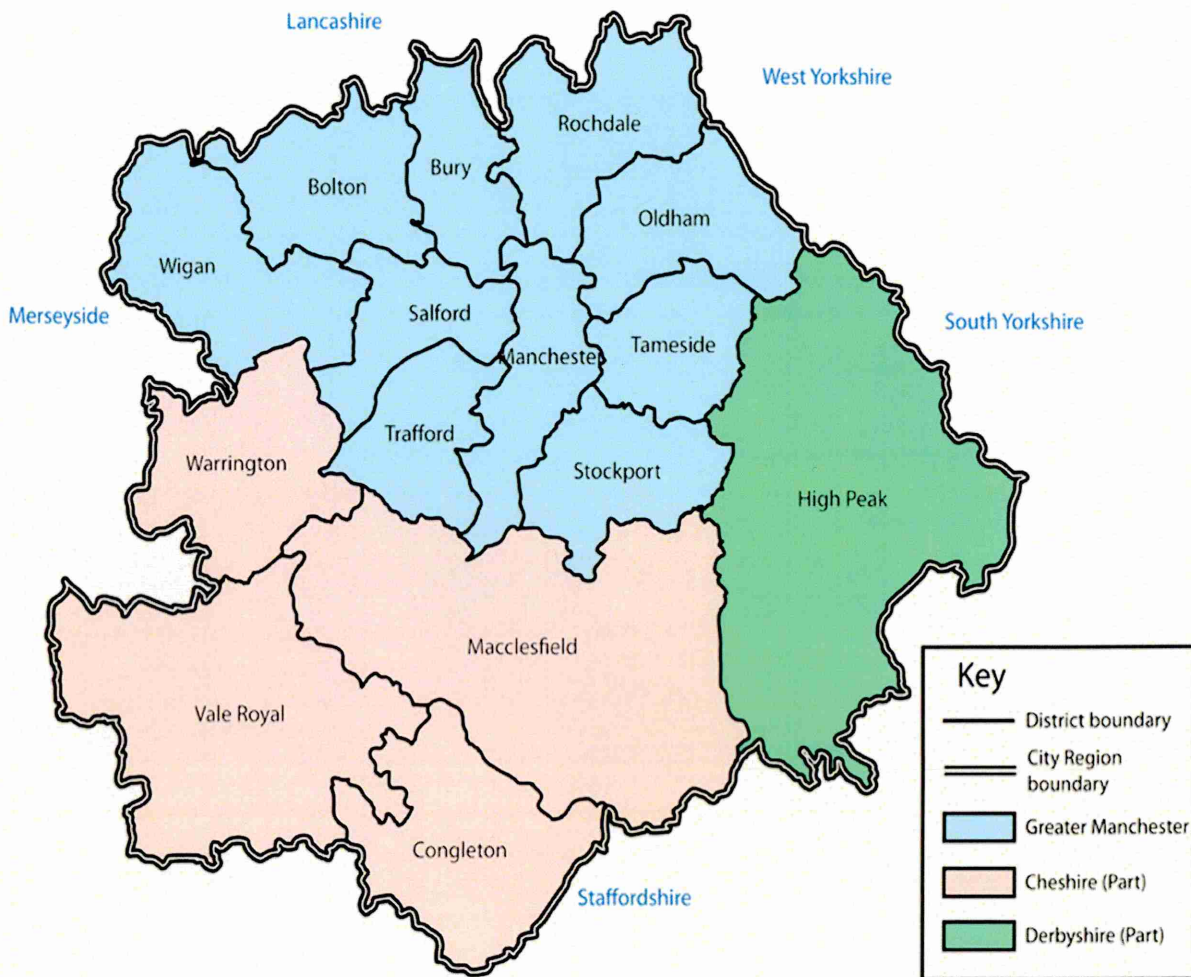 Lancashire
West Yorkshire
Rochdale
Bury
Bolton
Oldham
Wigan
Merseyside
Salford
South Yorkshire
Manchester
Tameside
Trafford
Warrington
Stockport
High Peak
Macclesfield
Vale Royal
Congleton
Staffordshire
Key
District boundary
City Region
boundary
Greater Manchester
Cheshire (Part)
Derbyshire (Part)